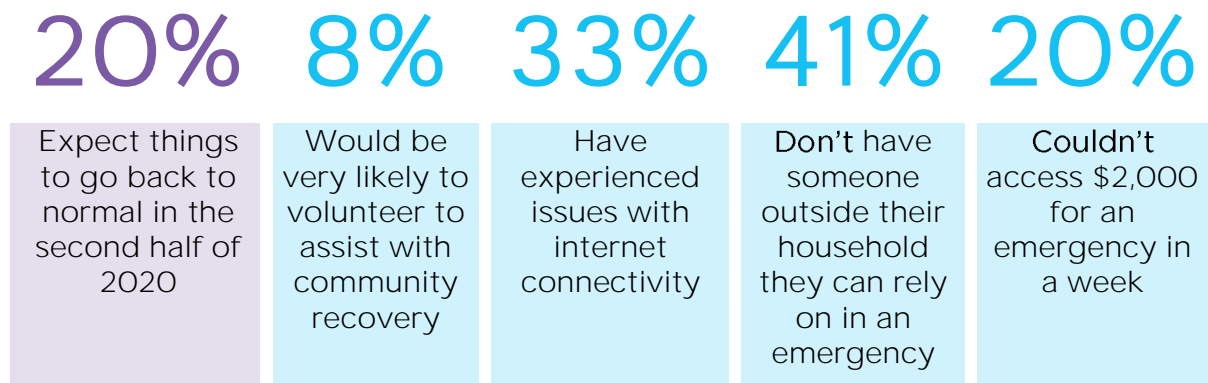 20%
Expect things
to go back to
normal in the
second half of
2020
8%
Would be
very likely to
volunteer to
assist with
community
recovery
33%
Have
experienced
issues with
internet
connectivity
41%
Don't have
someone
outside their
household
they can rely
on in an
emergency
20%
Couldn't
access $2,000
for an
emergency in
a week